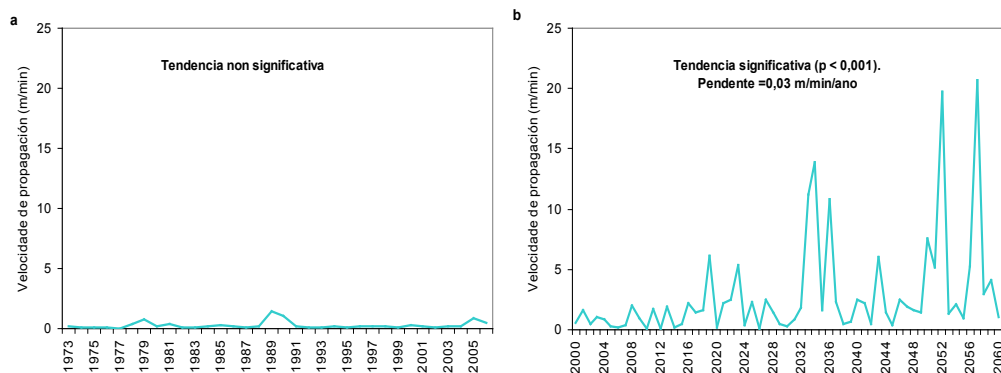 a
25
20
15
10
5
0
Velocidade de propagación (m/min)
Tendencia non significativa
1973 1975 1977 1979 1981 1983 1985 1987 1989 1991 1993 1995 1997 1999 2001 2003 2005
b
25
20
15
10
5
0
Velocidade de propagación (m/min)
Tendencia significativa (p < 0,001).
Pendente =0,03 m/min/ano
2000 2004 2008 2012 2016 2020 2024 2028 2032 2036 2040 2044 2048 2052 2056 2060